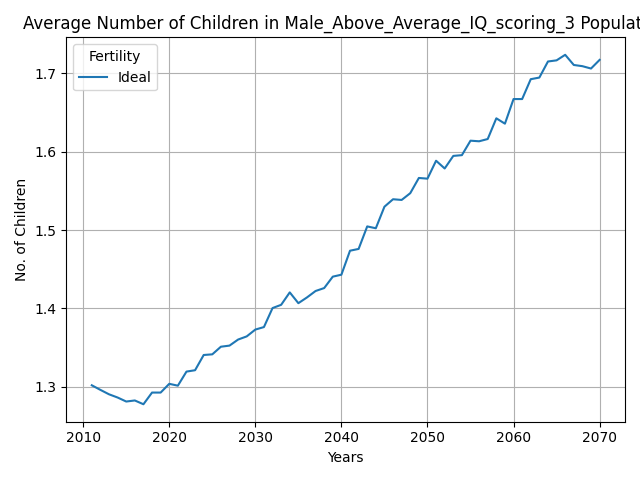 Average Number of Children in Male_Above_Average_IQ_scoring_3 Populat
Fertility
Ideal
No. of Children
1.7
1.6
1.5
1.4
1.3
2010 2020 2030 2040 2050 2060 2070
Years